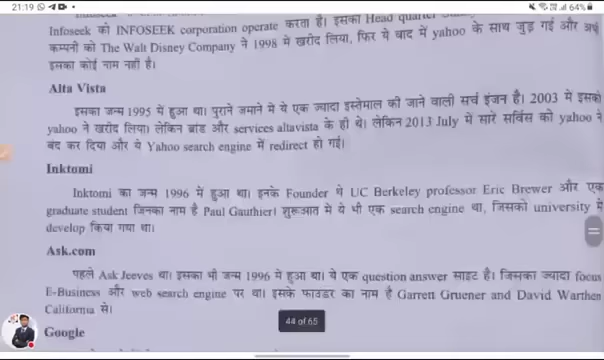 21:19
64%
Infoseek को INFOSEEK corporation operate करता है। इसका Head quarter
कम्पनी को The Walt Disney Company ने 1998 मे खरीद लिया, फिर ये बाद में yahoo के साथ जुड़ गई और अभी
इसका कोई नाम नहीं है।
Alta Vista
इसका जन्म 1995 में हुआ था। पुराने जमाने में ये एक ज्यादा इस्तेमाल की जाने वाली सर्च इंजन है। 2003 मे इसको
yahoo ने खरीद लिया। लेकिन ब्रांड और services altavista के ही थे। लेकिन 2013 July में सारे सर्विस को yahoo ने
बंद कर दिया और ये Yahoo search engine में redirect हो गई।
Inktomi
Inktomi का जन्म 1996 में हुआ था। इनके Founder थे UC Berkeley professor Eric Brewer और एक
graduate student जिनका नाम है Paul Gauthier। शुरूआत में ये भी एक search engine था, जिसको university में
develop किया गया था।
Ask.com
पहले Ask Jeeves था। इसका भी जन्म 1996 में हुआ था। ये एक question answer साइट है। जिसका ज्यादा focus
E-Business और web search engine पर था। इसके फाउंडर का नाम है Garrett Gruener and David Warthen
California से।
44 of 65
Google